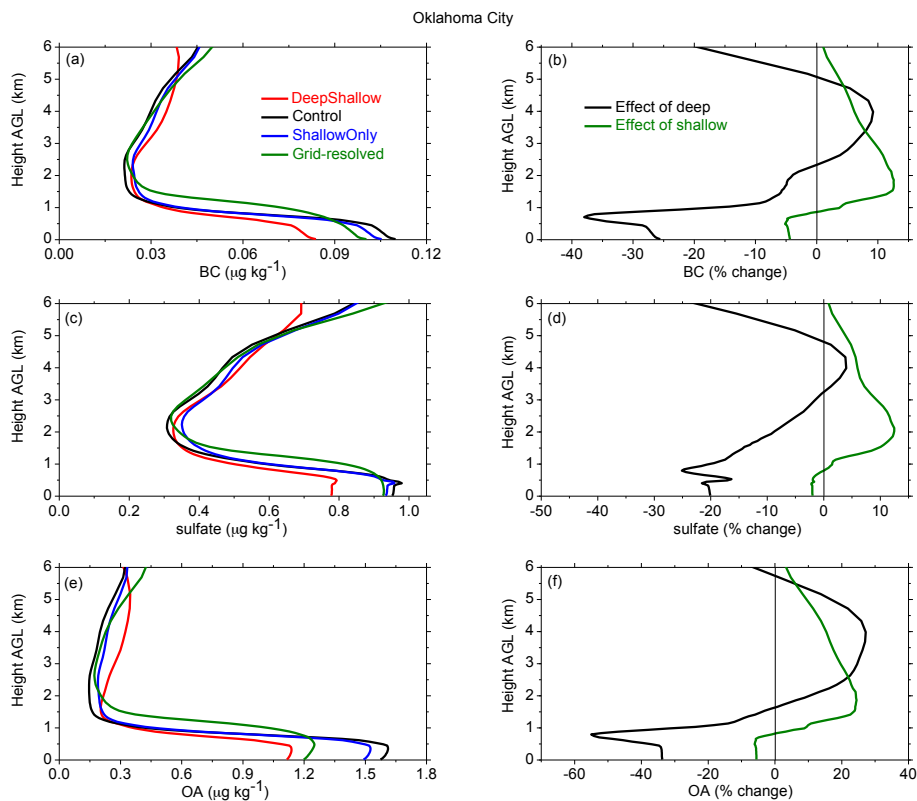 Oklahoma City
(a)
Height AGL (km)
6
5
4
3
2
1
0
DeepShallow
Control
ShallowOnly
Grid-resolved
0.00 0.03 0.06 0.09 0.12
BC (μg kg-1)
(b)
Height AGL (km)
6
5
4
3
2
1
0
Effect of deep
Effect of shallow
-40 -30 -20 -10 0 10
BC (% change)
(c)
Height AGL (km)
6
5
4
3
2
1
0
0.0 0.2 0.4 0.6 0.8 1.0
sulfate (μg kg-1)
(d)
Height AGL (km)
6
5
4
3
2
1
0
-50 -40 -30 -20 -10 0 10
sulfate (% change)
(e)
Height AGL (km)
6
5
4
3
2
1
0
0.0 0.3 0.6 0.9 1.2 1.5 1.8
OA (μg kg-1)
(f)
Height AGL (km)
6
5
4
3
2
1
0
-60 -40 -20 0 20 40
OA (% change)